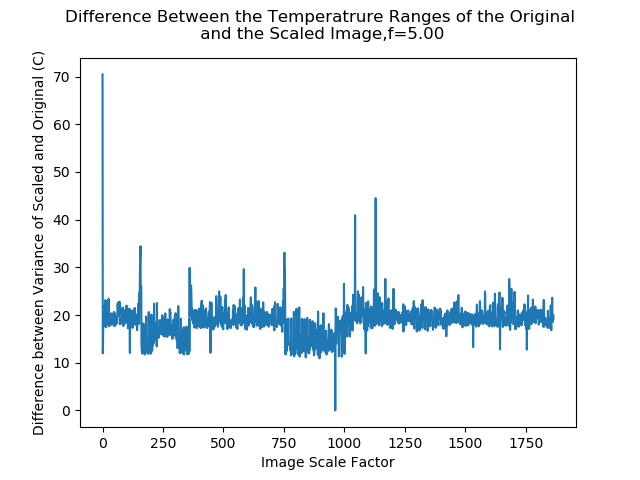 Difference Between the Temperatrure Ranges of the Original
and the Scaled Image,f=5.00
Difference between Variance of Scaled and Original (C)
70
60
50
40
30
20
10
0
0 250 500 750 1000 1250 1500 1750
Image Scale Factor